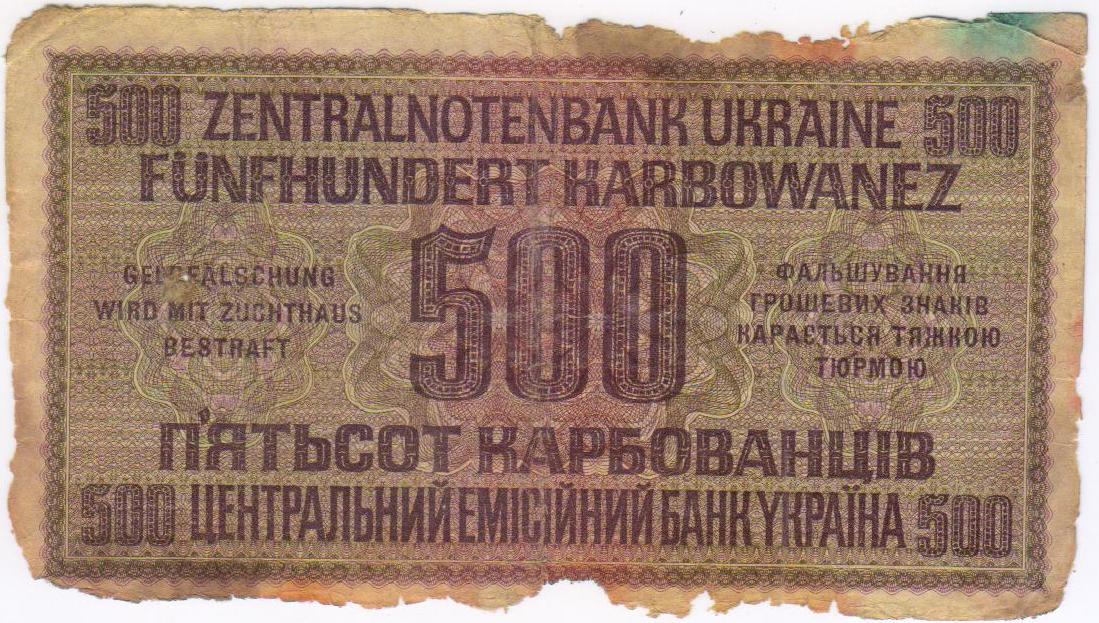 500 ZENTRALNOTENBANK UKRAINE 500
FÜNFHUNDERT KARBOWANEZ
GELDFÄLSCHUNG
WIRD MIT ZUCHTHAUS
BESTRAFT
500
ФАЛЬШУВАННЯ
ГРОШЕВИХ ЗНАКІВ
КАРАЄТЬСЯ ТЯЖКОЮ
ТЮРМОЮ
П'ЯТЬСОТ КАРБОВАНЦІВ
500 ЦЕНТРАЛЬНИЙ ЕМІСІЙНИЙ БАНК УКРАЇНА 500